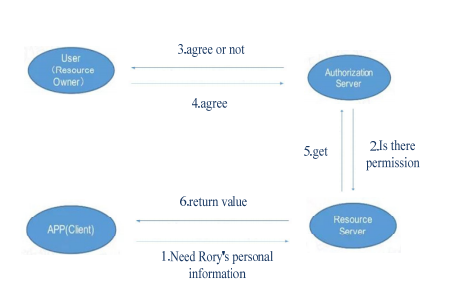 3.agree or not
User
(Resource
Owner)
Authorization
Server
4.agree
5.get
2.Is there
permission
6.return value
APP(Client)
Resource
Server
1.Need Rory's personal
information